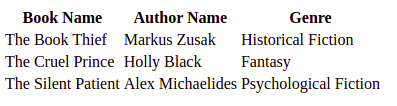 Book Name Author Name Genre
The Book Thief Markus Zusak Historical Fiction
The Cruel Prince Holly Black Fantasy
The Silent Patient Alex Michaelides Psychological Fiction